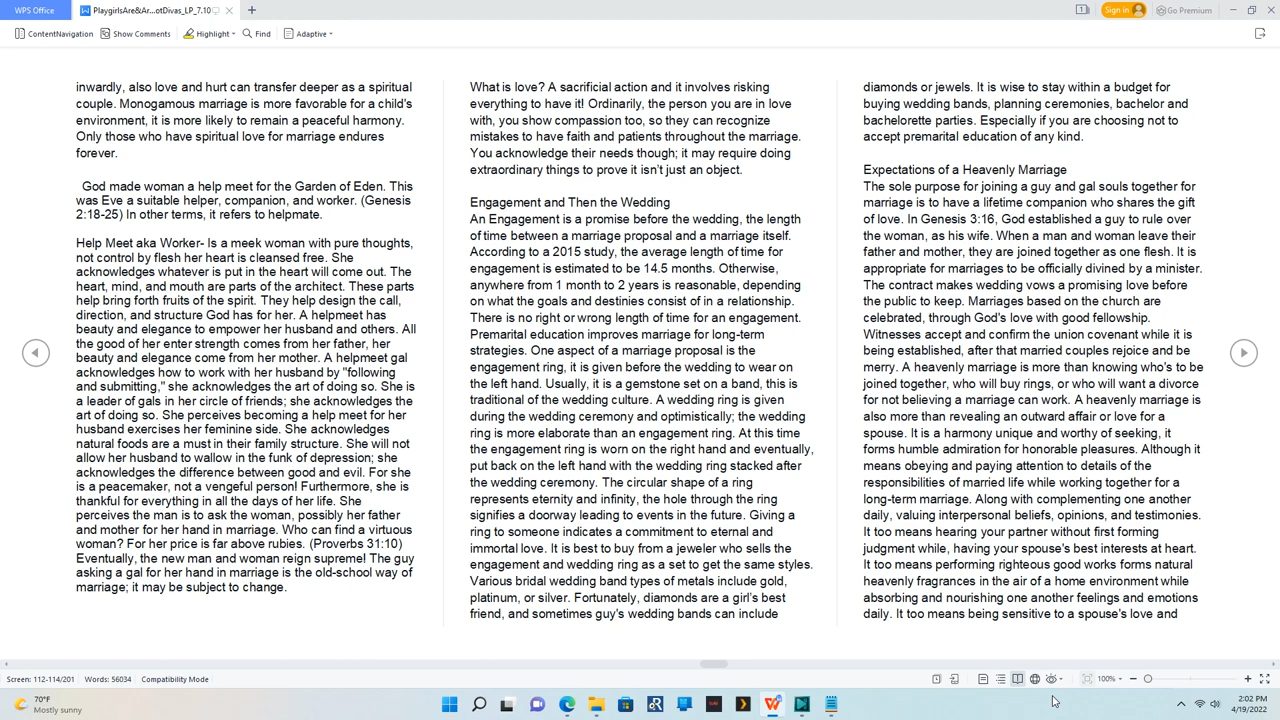 WPS Office
PlaygirlsAre&Ar...otDivas_LP_7.10
Sign in
Go Premium
ContentNavigation
Show Comments
Highlight
Find
Adaptive
inwardly, also love and hurt can transfer deeper as a spiritual
couple. Monogamous marriage is more favorable for a child's
environment, it is more likely to remain a peaceful harmony.
Only those who have spiritual love for marriage endures
forever.
God made woman a help meet for the Garden of Eden. This
was Eve a suitable helper, companion, and worker. (Genesis
2:18-25) In other terms, it refers to helpmate.
Help Meet aka Worker- Is a meek woman with pure thoughts,
not control by flesh her heart is cleansed free. She
acknowledges whatever is put in the heart will come out. The
heart, mind, and mouth are parts of the architect. These parts
help bring forth fruits of the spirit. They help design the call,
direction, and structure God has for her. A helpmeet has
beauty and elegance to empower her husband and others. All
the good of her enter strength comes from her father, her
beauty and elegance come from her mother. A helpmeet gal
acknowledges how to work with her husband by "following
and submitting," she acknowledges the art of doing so. She is
a leader of gals in her circle of friends; she acknowledges the
art of doing so. She perceives becoming a help meet for her
husband exercises her feminine side. She acknowledges
natural foods are a must in their family structure. She will not
allow her husband to wallow in the funk of depression; she
acknowledges the difference between good and evil. For she
is a peacemaker, not a vengeful person! Furthermore, she is
thankful for everything in all the days of her life. She
perceives the man is to ask the woman, possibly her father
and mother for her hand in marriage. Who can find a virtuous
woman? For her price is far above rubies. (Proverbs 31:10)
Eventually, the new man and woman reign supreme! The guy
asking a gal for her hand in marriage is the old-school way of
marriage; it may be subject to change.
What is love? A sacrificial action and it involves risking
everything to have it! Ordinarily, the person you are in love
with, you show compassion too, so they can recognize
mistakes to have faith and patients throughout the marriage.
You acknowledge their needs though; it may require doing
extraordinary things to prove it isn't just an object.
Engagement and Then the Wedding
An Engagement is a promise before the wedding, the length
of time between a marriage proposal and a marriage itself.
According to a 2015 study, the average length of time for
engagement is estimated to be 14.5 months. Otherwise,
anywhere from 1 month to 2 years is reasonable, depending
on what the goals and destinies consist of in a relationship.
There is no right or wrong length of time for an engagement.
Premarital education improves marriage for long-term
strategies. One aspect of a marriage proposal is the
engagement ring, it is given before the wedding to wear on
the left hand. Usually, it is a gemstone set on a band, this is
traditional of the wedding culture. A wedding ring is given
during the wedding ceremony and optimistically; the wedding
ring is more elaborate than an engagement ring. At this time
the engagement ring is worn on the right hand and eventually,
put back on the left hand with the wedding ring stacked after
the wedding ceremony. The circular shape of a ring
represents eternity and infinity, the hole through the ring
signifies a doorway leading to events in the future. Giving a
ring to someone indicates a commitment to eternal and
immortal love. It is best to buy from a jeweler who sells the
engagement and wedding ring as a set to get the same styles.
Various bridal wedding band types of metals include gold,
platinum, or silver. Fortunately, diamonds are a girl's best
friend, and sometimes guy's wedding bands can include
diamonds or jewels. It is wise to stay within a budget for
buying wedding bands, planning ceremonies, bachelor and
bachelorette parties. Especially if you are choosing not to
accept premarital education of any kind.
Expectations of a Heavenly Marriage
The sole purpose for joining a guy and gal souls together for
marriage is to have a lifetime companion who shares the gift
of love. In Genesis 3:16, God established a guy to rule over
the woman, as his wife. When a man and woman leave their
father and mother, they are joined together as one flesh. It is
appropriate for marriages to be officially divined by a minister.
The contract makes wedding vows a promising love before
the public to keep. Marriages based on the church are
celebrated, through God's love with good fellowship.
Witnesses accept and confirm the union covenant while it is
being established, after that married couples rejoice and be
merry. A heavenly marriage is more than knowing who's to be
joined together, who will buy rings, or who will want a divorce
for not believing a marriage can work. A heavenly marriage is
also more than revealing an outward affair or love for a
spouse. It is a harmony unique and worthy of seeking, it
forms humble admiration for honorable pleasures. Although it
means obeying and paying attention to details of the
responsibilities of married life while working together for a
long-term marriage. Along with complementing one another
daily, valuing interpersonal beliefs, opinions, and testimonies.
It too means hearing your partner without first forming
judgment while, having your spouse's best interests at heart.
It too means performing righteous good works forms natural
heavenly fragrances in the air of a home environment while
absorbing and nourishing one another feelings and emotions
daily. It too means being sensitive to a spouse's love and
Screen: 112-114/201
Words: 56034
Compatibility Mode
100%
70°F
Mostly sunny
2:02 PM
4/19/2022